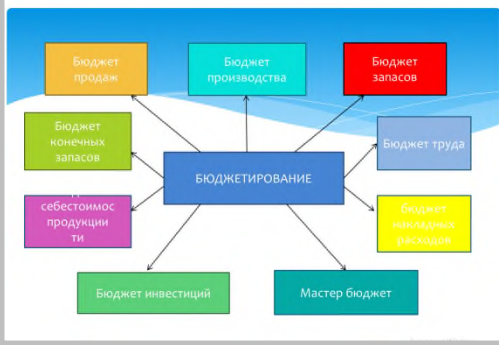 Бюджет
продаж
Бюджет
производства
Бюджет
запасов
Бюджет
конечных
запасов
Бюджет труда
БЮДЖЕТИРОВАНИЕ
себестоимос
продукции
ти
бюджет
накладных
расходов
Бюджет инвестиций
Мастер бюджет